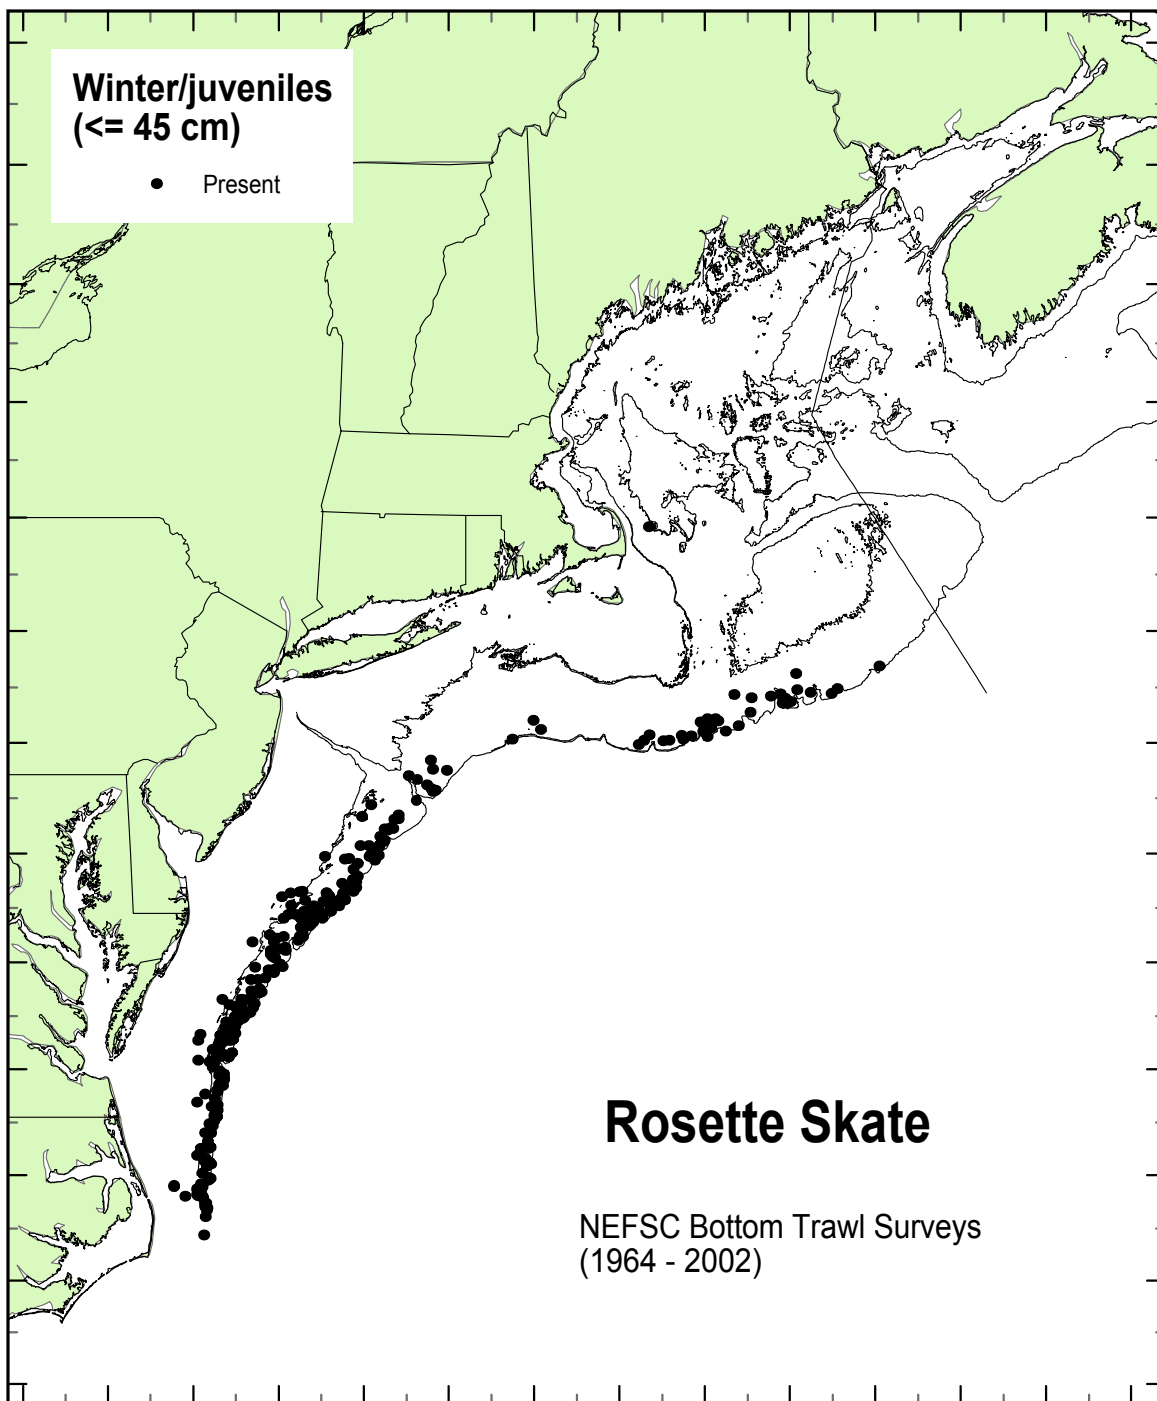 Winter/juveniles
(<= 45 cm)
Present
Rosette Skate
NEFSC Bottom Trawl Surveys
(1964 - 2002)